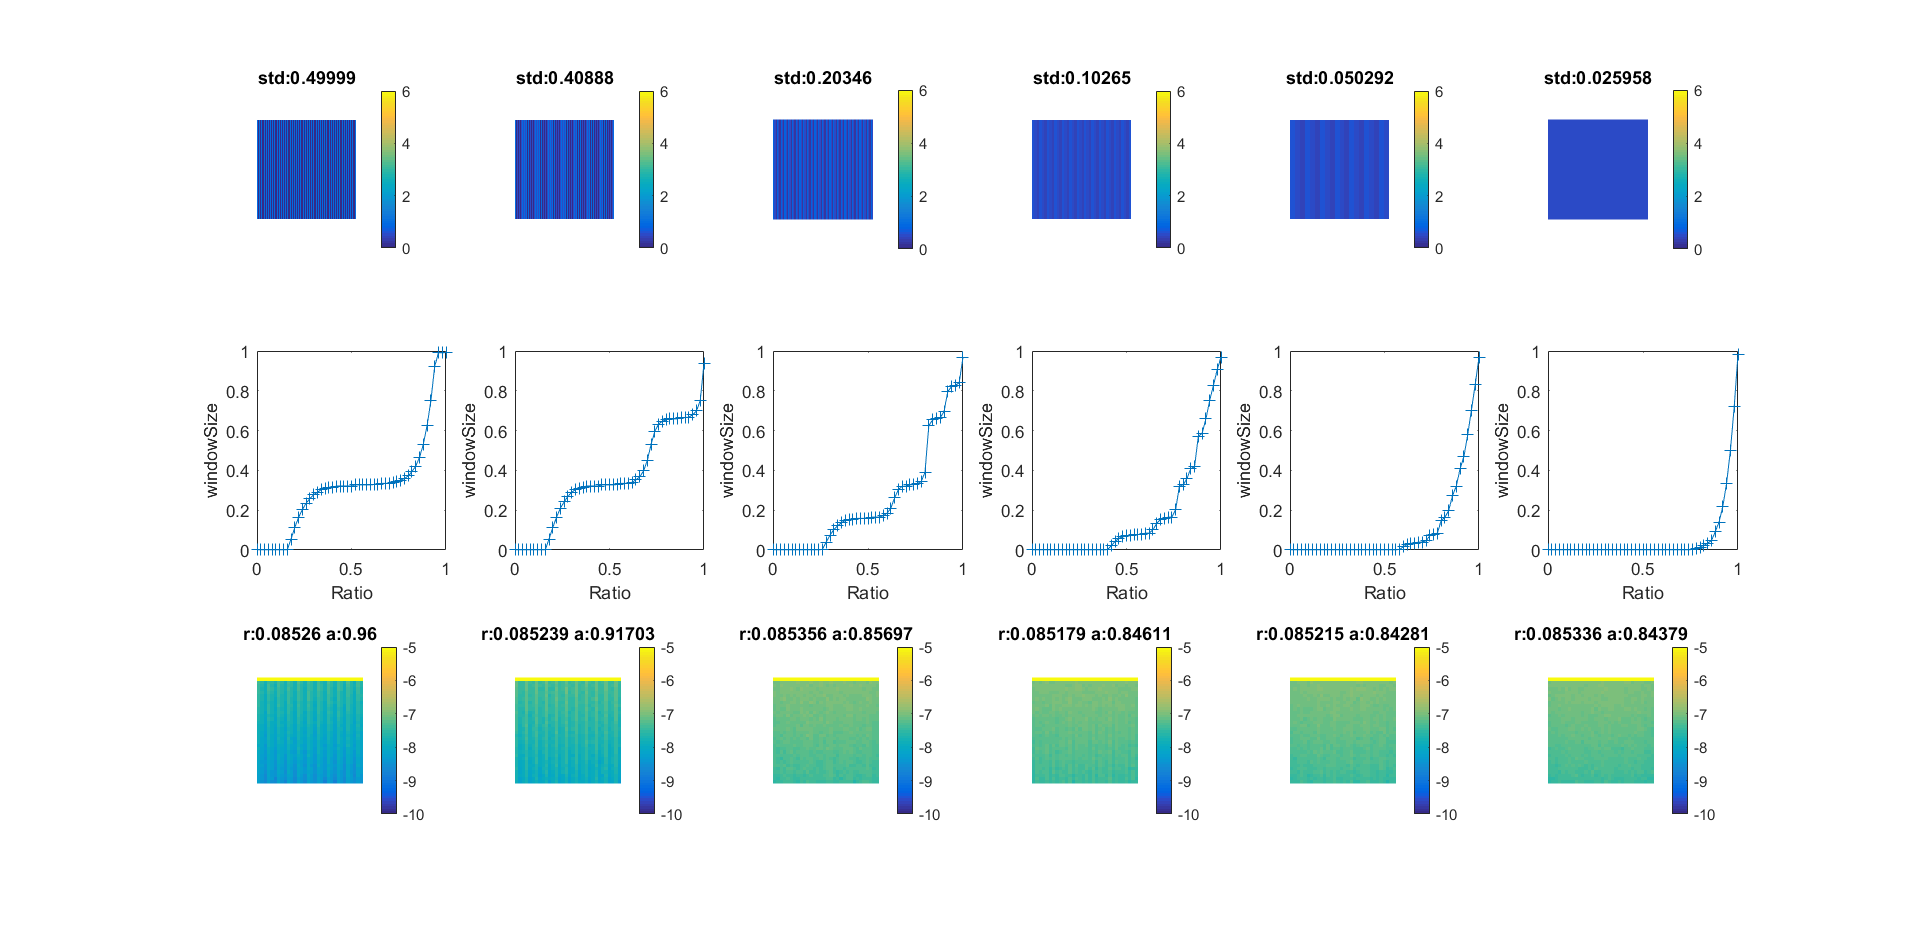 std:0.49999 std:0.40888 std:0.20346 std:0.10265 std:0.050292 std:0.025958
6 6 6 6 6 6
4 4 4 4 4 4
2 2 2 2 2 2
0 0 0 0 0 0
1 1 1 1 1 1
0.8 0.8 0.8 0.8 0.8 0.8
0.6 0.6 0.6 0.6 0.6 0.6
windowSize windowSize windowSize windowSize windowSize windowSize
0.4 0.4 0.4 0.4 0.4 0.4
0.2 0.2 0.2 0.2 0.2 0.2
0 0 0 0 0 0
0 0.5 1 0 0.5 1 0 0.5 1 0 0.5 1 0 0.5 1 0 0.5 1
Ratio Ratio Ratio Ratio Ratio Ratio
r:0.08526 a:0.96 r:0.085239 a:0.91703 r:0.085356 a:0.85697 r:0.085179 a:0.84611 r:0.085215 a:0.84281 r:0.085336 a:0.84379
-5 -5 -5 -5 -5 -5
-6 -6 -6 -6 -6 -6
-7 -7 -7 -7 -7 -7
-8 -8 -8 -8 -8 -8
-9 -9 -9 -9 -9 -9
-10 -10 -10 -10 -10 -10